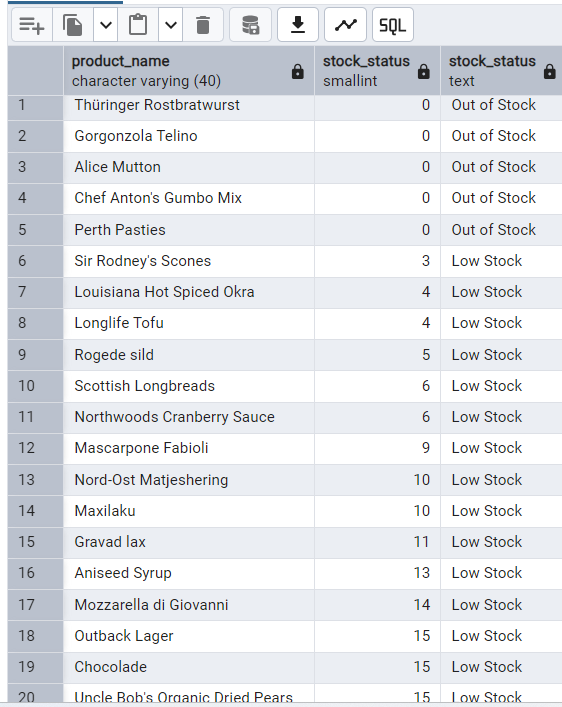 SQL
product_name stock_status stock_status
character varying (40) smallint text
1 Thüringer Rostbratwurst 0 Out of Stock
2 Gorgonzola Telino 0 Out of Stock
3 Alice Mutton 0 Out of Stock
4 Chef Anton's Gumbo Mix 0 Out of Stock
5 Perth Pasties 0 Out of Stock
6 Sir Rodney's Scones 3 Low Stock
7 Louisiana Hot Spiced Okra 4 Low Stock
8 Longlife Tofu 4 Low Stock
9 Rogede sild 5 Low Stock
10 Scottish Longbreads 6 Low Stock
11 Northwoods Cranberry Sauce 6 Low Stock
12 Mascarpone Fabioli 9 Low Stock
13 Nord-Ost Matjeshering 10 Low Stock
14 Maxilaku 10 Low Stock
15 Gravad lax 11 Low Stock
16 Aniseed Syrup 13 Low Stock
17 Mozzarella di Giovanni 14 Low Stock
18 Outback Lager 15 Low Stock
19 Chocolade 15 Low Stock
20 Uncle Bob's Organic Dried Pears 15 Low Stock